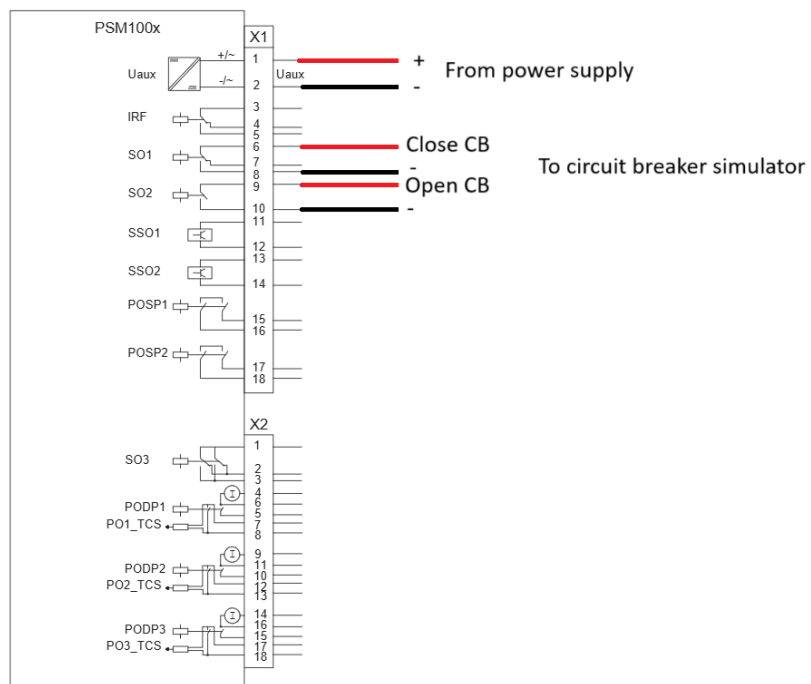 PSM100x
X1
+/~
1
Uaux
Uaux
-/~
2
+
From power supply
-
IRF
3
4
5
SO1
6
7
8
Close CB
-
To circuit breaker simulator
SO2
9
10
Open CB
-
SSO1
11
12
SSO2
13
14
POSP1
15
16
POSP2
17
18
X2
SO3
1
2
3
I
4
6
PODP1
5
PO1_TCS
7
8
I
9
11
PODP2
10
PO2_TCS
12
13
I
14
16
PODP3
15
PO3_TCS
17
18